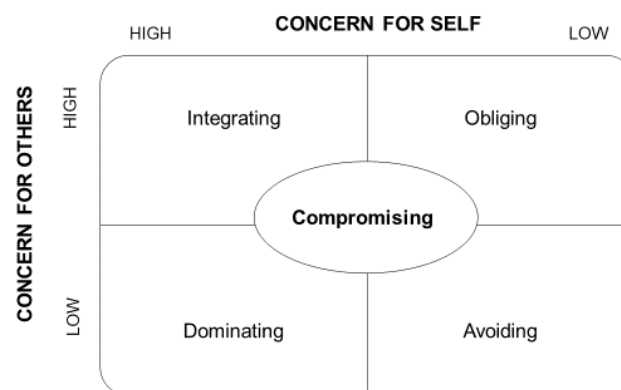 CONCERN FOR SELF
HIGH
LOW
CONCERN FOR OTHERS
HIGH
Integrating
Obliging
Compromising
LOW
Dominating
Avoiding